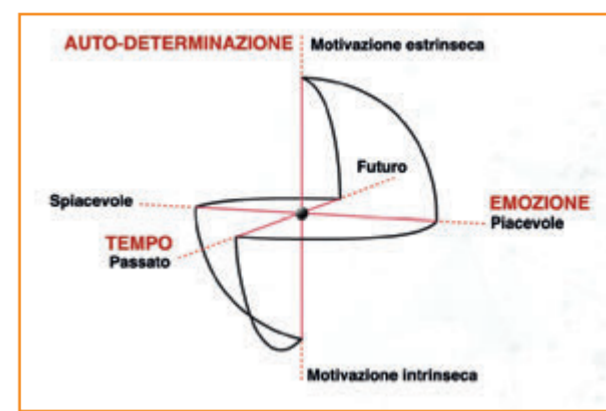 AUTO-DETERMINAZIONE
Motivazione estrinseca
Futuro
Spiacevole
EMOZIONE
Piacevole
TEMPO
Passato
Motivazione intrinseca